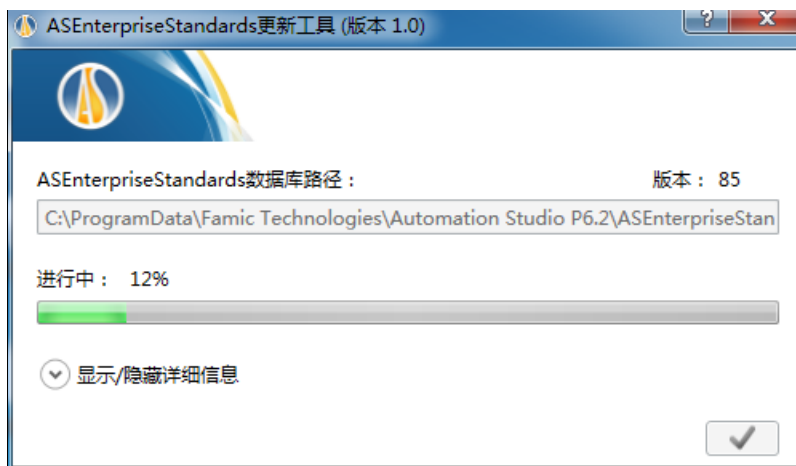 ASEnterpriseStandards更新工具 (版本 1.0)
ASEnterpriseStandards数据库路径： 版本： 85
C:\ProgramData\Famic Technologies\Automation Studio P6.2\ASEnterpriseStan
进行中： 12%
显示/隐藏详细信息